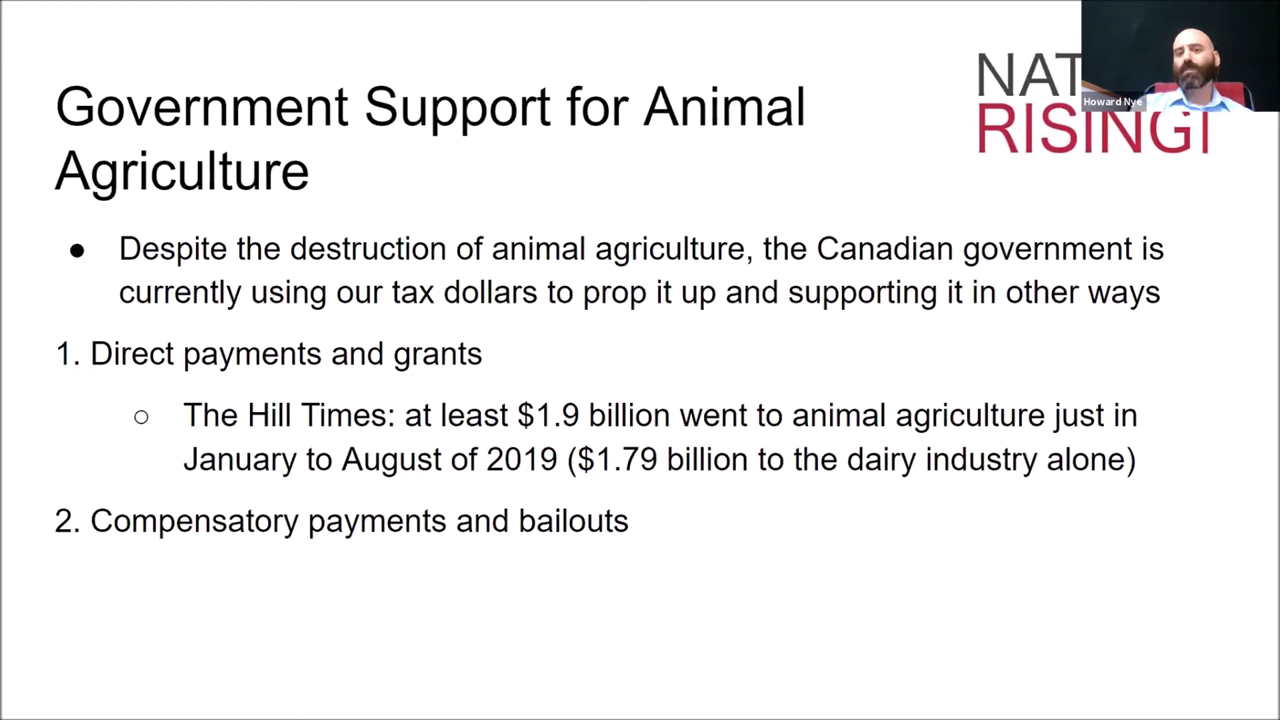 Government Support for Animal
Agriculture
NAT
RISING
Howard Nye
● Despite the destruction of animal agriculture, the Canadian government is
currently using our tax dollars to prop it up and supporting it in other ways
1. Direct payments and grants
○ The Hill Times: at least $1.9 billion went to animal agriculture just in
January to August of 2019 ($1.79 billion to the dairy industry alone)
2. Compensatory payments and bailouts